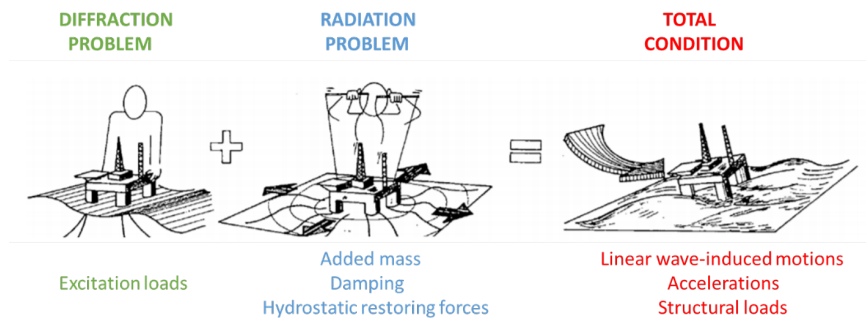 DIFFRACTION
PROBLEM
RADIATION
PROBLEM
TOTAL
CONDITION
Excitation loads
Added mass
Damping
Hydrostatic restoring forces
Linear wave-induced motions
Accelerations
Structural loads